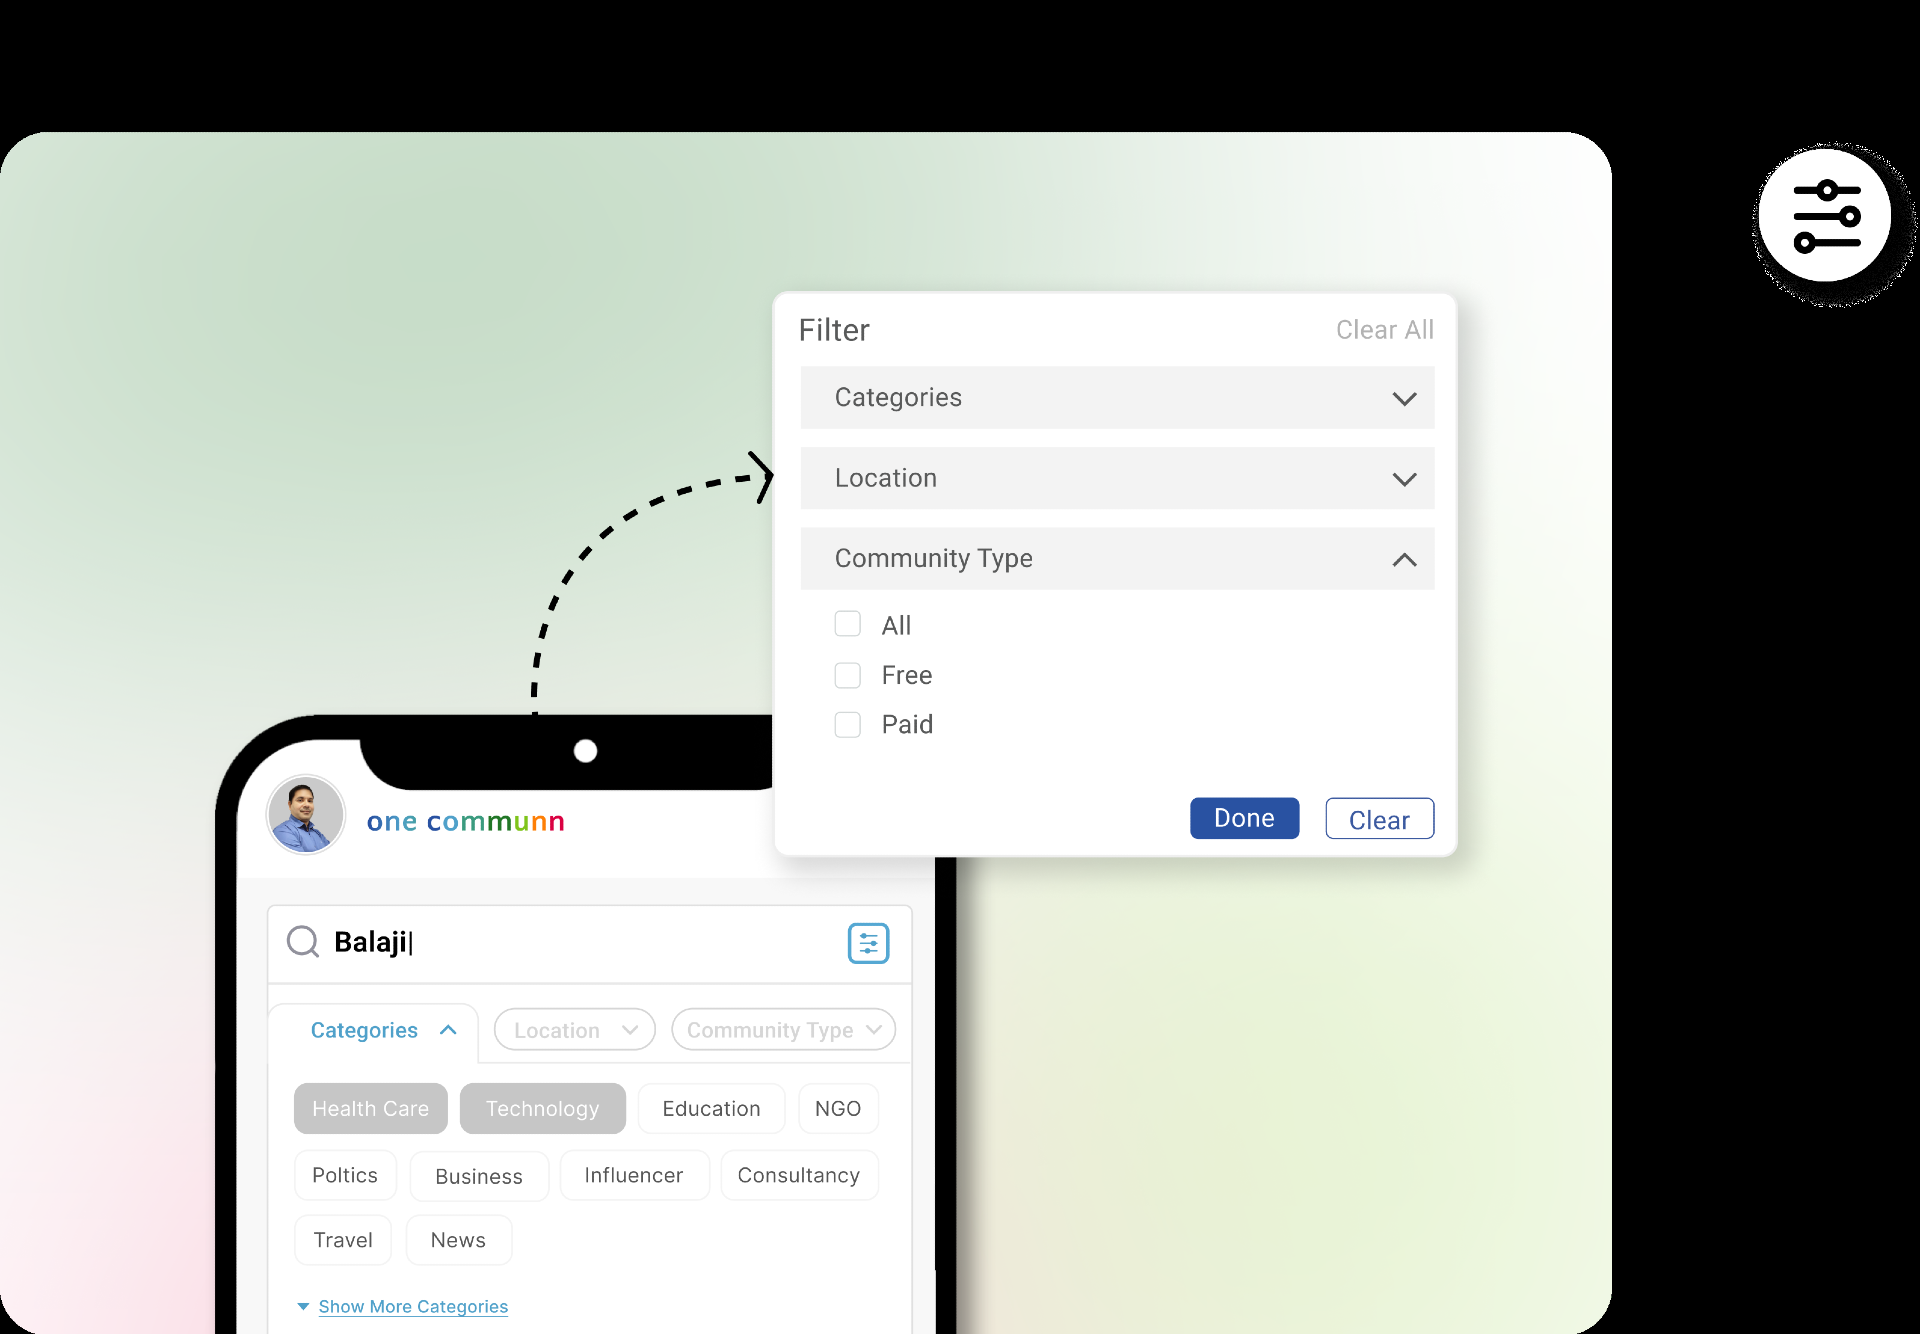 Filter
Clear All
Categories
Location
Community Type
All
Free
Paid
Done
Clear
one communn
Balaji
Categories
Location
Community Type
Health Care
Technology
Education
NGO
Poltics
Business
Influencer
Consultancy
Travel
News
Show More Categories